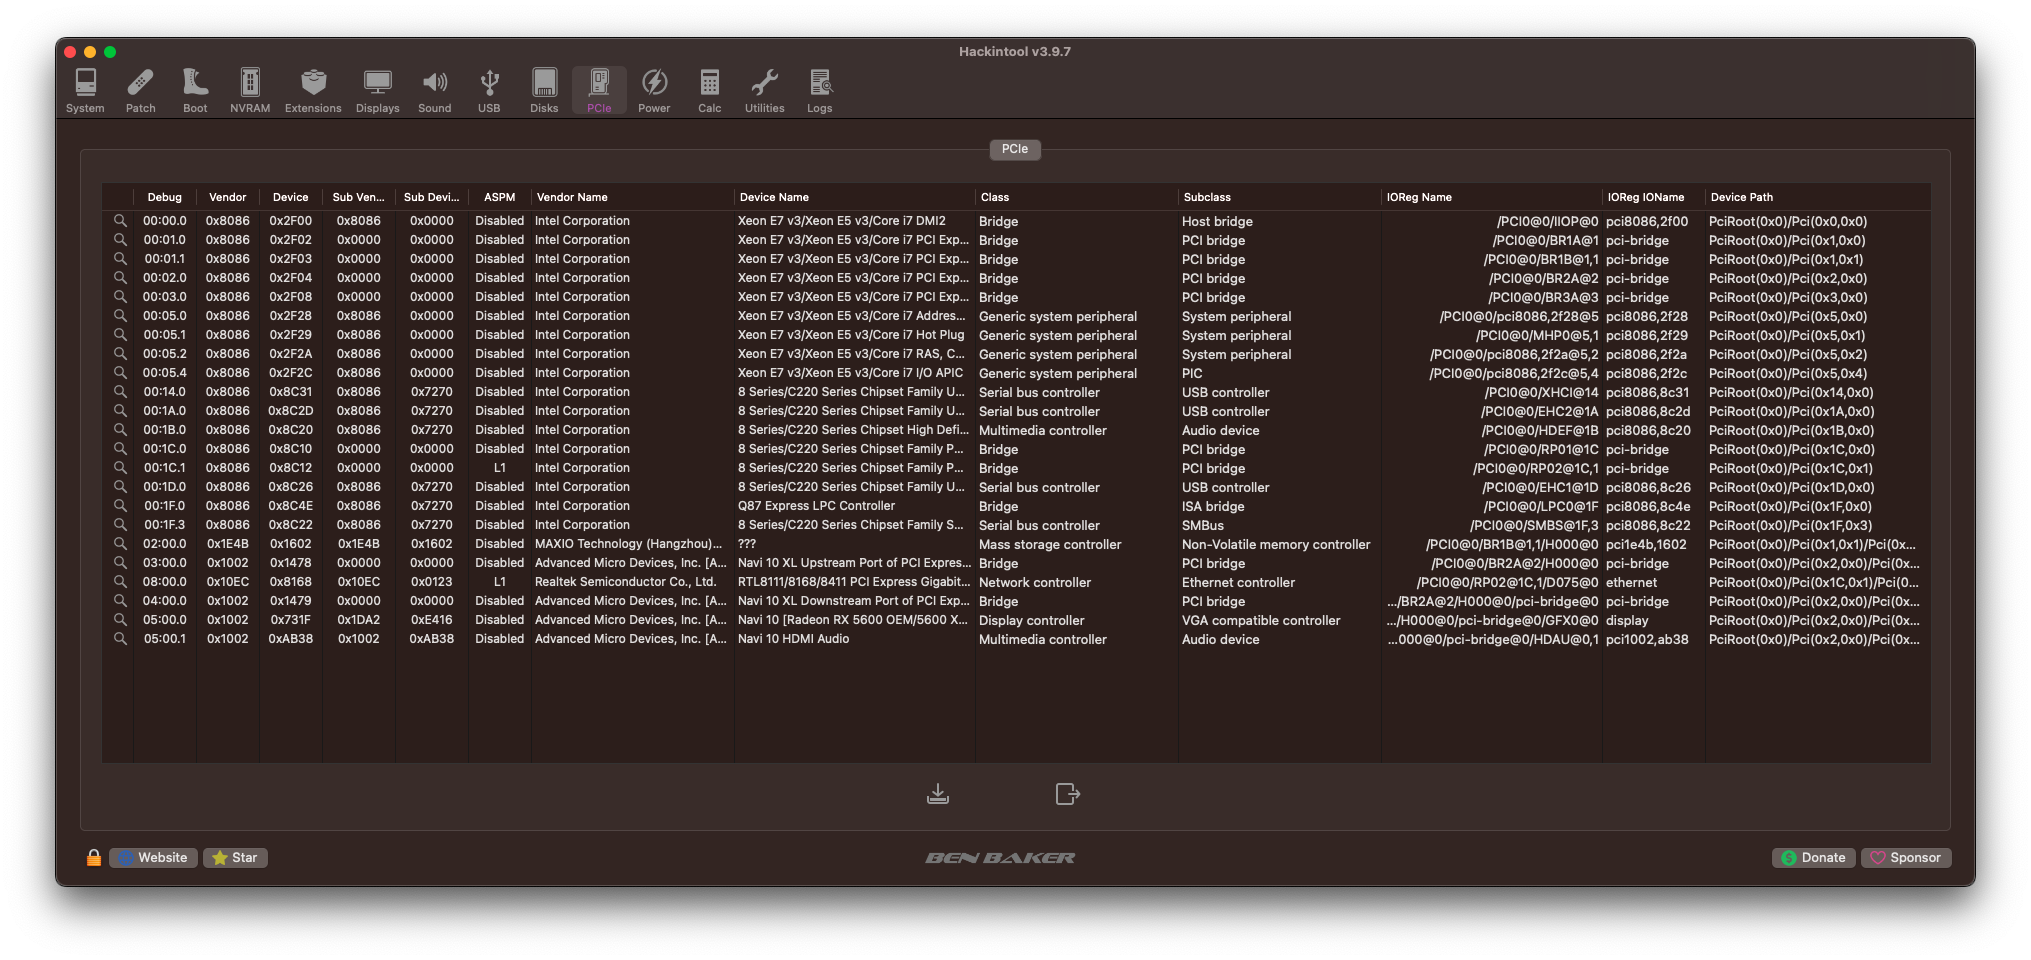 Hackintool v3.9.7
System Patch Boot NVRAM Extensions Displays Sound USB Disks PCIe Power Calc Utilities Logs
PCIe
Debug Vendor Device Sub Ven... Sub Devi... ASPM Vendor Name Device Name Class Subclass IOReg Name IOReg IOName Device Path
00:00.0 0x8086 0x2F00 0x8086 0x0000 Disabled Intel Corporation Xeon E7 v3/Xeon E5 v3/Core i7 DMI2 Bridge Host bridge /PCI0@0/IIOP@0 pci8086,2f00 PciRoot(0x0)/Pci(0x0,0x0)
00:01.0 0x8086 0x2F02 0x0000 0x0000 Disabled Intel Corporation Xeon E7 v3/Xeon E5 v3/Core i7 PCI Exp... Bridge PCI bridge /PCI0@0/BR1A@1 pci-bridge PciRoot(0x0)/Pci(0x1,0x0)
00:01.1 0x8086 0x2F03 0x0000 0x0000 Disabled Intel Corporation Xeon E7 v3/Xeon E5 v3/Core i7 PCI Exp... Bridge PCI bridge /PCI0@0/BR1B@1,1 pci-bridge PciRoot(0x0)/Pci(0x1,0x1)
00:02.0 0x8086 0x2F04 0x0000 0x0000 Disabled Intel Corporation Xeon E7 v3/Xeon E5 v3/Core i7 PCI Exp... Bridge PCI bridge /PCI0@0/BR2A@2 pci-bridge PciRoot(0x0)/Pci(0x2,0x0)
00:03.0 0x8086 0x2F08 0x0000 0x0000 Disabled Intel Corporation Xeon E7 v3/Xeon E5 v3/Core i7 PCI Exp... Bridge PCI bridge /PCI0@0/BR3A@3 pci-bridge PciRoot(0x0)/Pci(0x3,0x0)
00:05.0 0x8086 0x2F28 0x8086 0x0000 Disabled Intel Corporation Xeon E7 v3/Xeon E5 v3/Core i7 Addres... Generic system peripheral System peripheral /PCI0@0/pci8086,2f28@5 pci8086,2f28 PciRoot(0x0)/Pci(0x5,0x0)
00:05.1 0x8086 0x2F29 0x8086 0x0000 Disabled Intel Corporation Xeon E7 v3/Xeon E5 v3/Core i7 Hot Plug Generic system peripheral System peripheral /PCI0@0/MHP0@5,1 pci8086,2f29 PciRoot(0x0)/Pci(0x5,0x1)
00:05.2 0x8086 0x2F2A 0x8086 0x0000 Disabled Intel Corporation Xeon E7 v3/Xeon E5 v3/Core i7 RAS, C... Generic system peripheral System peripheral /PCI0@0/pci8086,2f2a@5,2 pci8086,2f2a PciRoot(0x0)/Pci(0x5,0x2)
00:05.4 0x8086 0x2F2C 0x8086 0x0000 Disabled Intel Corporation Xeon E7 v3/Xeon E5 v3/Core i7 I/O APIC Generic system peripheral PIC /PCI0@0/pci8086,2f2c@5,4 pci8086,2f2c PciRoot(0x0)/Pci(0x5,0x4)
00:14.0 0x8086 0x8C31 0x8086 0x7270 Disabled Intel Corporation 8 Series/C220 Series Chipset Family U... Serial bus controller USB controller /PCI0@0/XHCI@14 pci8086,8c31 PciRoot(0x0)/Pci(0x14,0x0)
00:1A.0 0x8086 0x8C2D 0x8086 0x7270 Disabled Intel Corporation 8 Series/C220 Series Chipset Family U... Serial bus controller USB controller /PCI0@0/EHC2@1A pci8086,8c2d PciRoot(0x0)/Pci(0x1A,0x0)
00:1B.0 0x8086 0x8C20 0x8086 0x7270 Disabled Intel Corporation 8 Series/C220 Series Chipset High Defi... Multimedia controller Audio device /PCI0@0/HDEF@1B pci8086,8c20 PciRoot(0x0)/Pci(0x1B,0x0)
00:1C.0 0x8086 0x8C10 0x0000 0x0000 Disabled Intel Corporation 8 Series/C220 Series Chipset Family P... Bridge PCI bridge /PCI0@0/RP01@1C pci-bridge PciRoot(0x0)/Pci(0x1C,0x0)
00:1C.1 0x8086 0x8C12 0x0000 0x0000 L1 Intel Corporation 8 Series/C220 Series Chipset Family P... Bridge PCI bridge /PCI0@0/RP02@1C,1 pci-bridge PciRoot(0x0)/Pci(0x1C,0x1)
00:1D.0 0x8086 0x8C26 0x8086 0x7270 Disabled Intel Corporation 8 Series/C220 Series Chipset Family U... Serial bus controller USB controller /PCI0@0/EHC1@1D pci8086,8c26 PciRoot(0x0)/Pci(0x1D,0x0)
00:1F.0 0x8086 0x8C4E 0x8086 0x7270 Disabled Intel Corporation Q87 Express LPC Controller Bridge ISA bridge /PCI0@0/LPC0@1F pci8086,8c4e PciRoot(0x0)/Pci(0x1F,0x0)
00:1F.3 0x8086 0x8C22 0x8086 0x7270 Disabled Intel Corporation 8 Series/C220 Series Chipset Family S... Serial bus controller SMBus /PCI0@0/SMBS@1F,3 pci8086,8c22 PciRoot(0x0)/Pci(0x1F,0x3)
02:00.0 0x1E4B 0x1602 0x1E4B 0x1602 Disabled MAXIO Technology (Hangzhou)... ??? Mass storage controller Non-Volatile memory controller /PCI0@0/BR1B@1,1/H000@0 pci1e4b,1602 PciRoot(0x0)/Pci(0x1,0x1)/Pci(0x...
03:00.0 0x1002 0x1478 0x0000 0x0000 Disabled Advanced Micro Devices, Inc. [A... Navi 10 XL Upstream Port of PCI Expres... Bridge PCI bridge /PCI0@0/BR2A@2/H000@0 pci-bridge PciRoot(0x0)/Pci(0x2,0x0)/Pci(0x...
08:00.0 0x10EC 0x8168 0x10EC 0x0123 L1 Realtek Semiconductor Co., Ltd. RTL8111/8168/8411 PCI Express Gigabit... Network controller Ethernet controller /PCI0@0/RP02@1C,1/D075@0 ethernet PciRoot(0x0)/Pci(0x1C,0x1)/Pci(0...
04:00.0 0x1002 0x1479 0x0000 0x0000 Disabled Advanced Micro Devices, Inc. [A... Navi 10 XL Downstream Port of PCI Exp... Bridge PCI bridge .../BR2A@2/H000@0/pci-bridge@0 pci-bridge PciRoot(0x0)/Pci(0x2,0x0)/Pci(0x...
05:00.0 0x1002 0x731F 0x1DA2 0xE416 Disabled Advanced Micro Devices, Inc. [A... Navi 10 [Radeon RX 5600 OEM/5600 X... Display controller VGA compatible controller .../H000@0/pci-bridge@0/GFX0@0 display PciRoot(0x0)/Pci(0x2,0x0)/Pci(0x...
05:00.1 0x1002 0xAB38 0x1002 0xAB38 Disabled Advanced Micro Devices, Inc. [A... Navi 10 HDMI Audio Multimedia controller Audio device ...000@0/pci-bridge@0/HDAU@0,1 pci1002,ab38 PciRoot(0x0)/Pci(0x2,0x0)/Pci(0x...
Website Star BEN BAKER Donate Sponsor